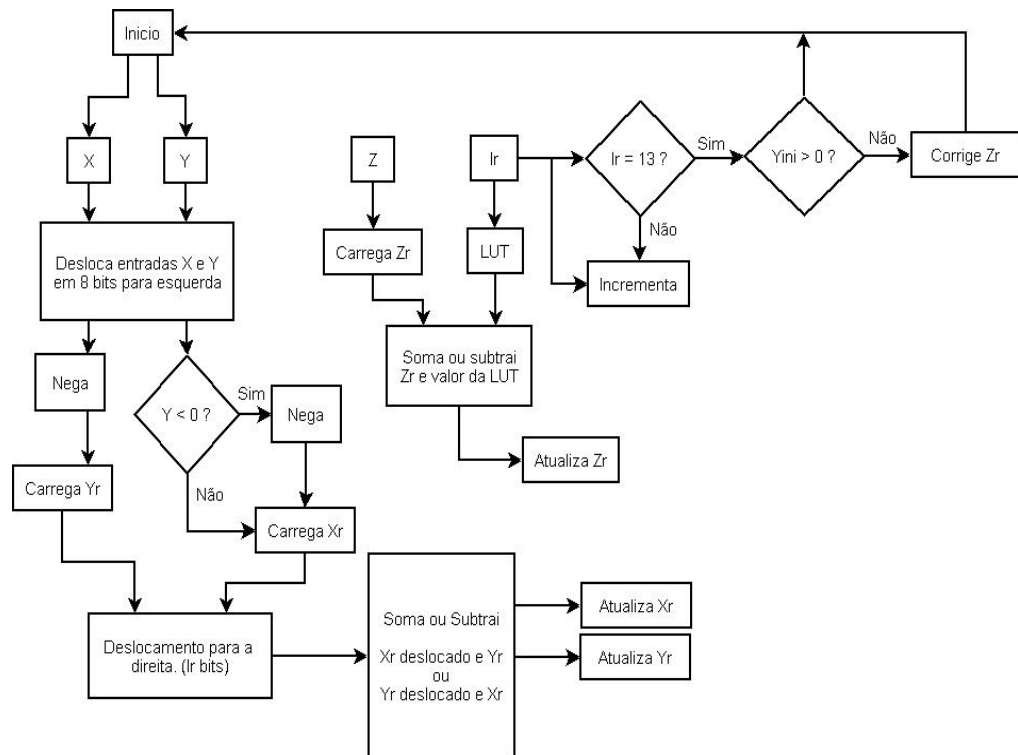 Inicio
X
Y
Z
Ir
Ir = 13 ?
Sim
Yini > 0 ?
Não
Corrige Zr
Não
Desloca entradas X e Y
em 8 bits para esquerda
Carrega Zr
LUT
Incrementa
Soma ou subtrai
Zr e valor da LUT
Nega
Y < 0 ?
Sim
Nega
Atualiza Zr
Carrega Yr
Não
Carrega Xr
Deslocamento para a
direita. (Ir bits)
Soma ou Subtrai
Xr deslocado e Yr
ou
Yr deslocado e Xr
Atualiza Xr
Atualiza Yr